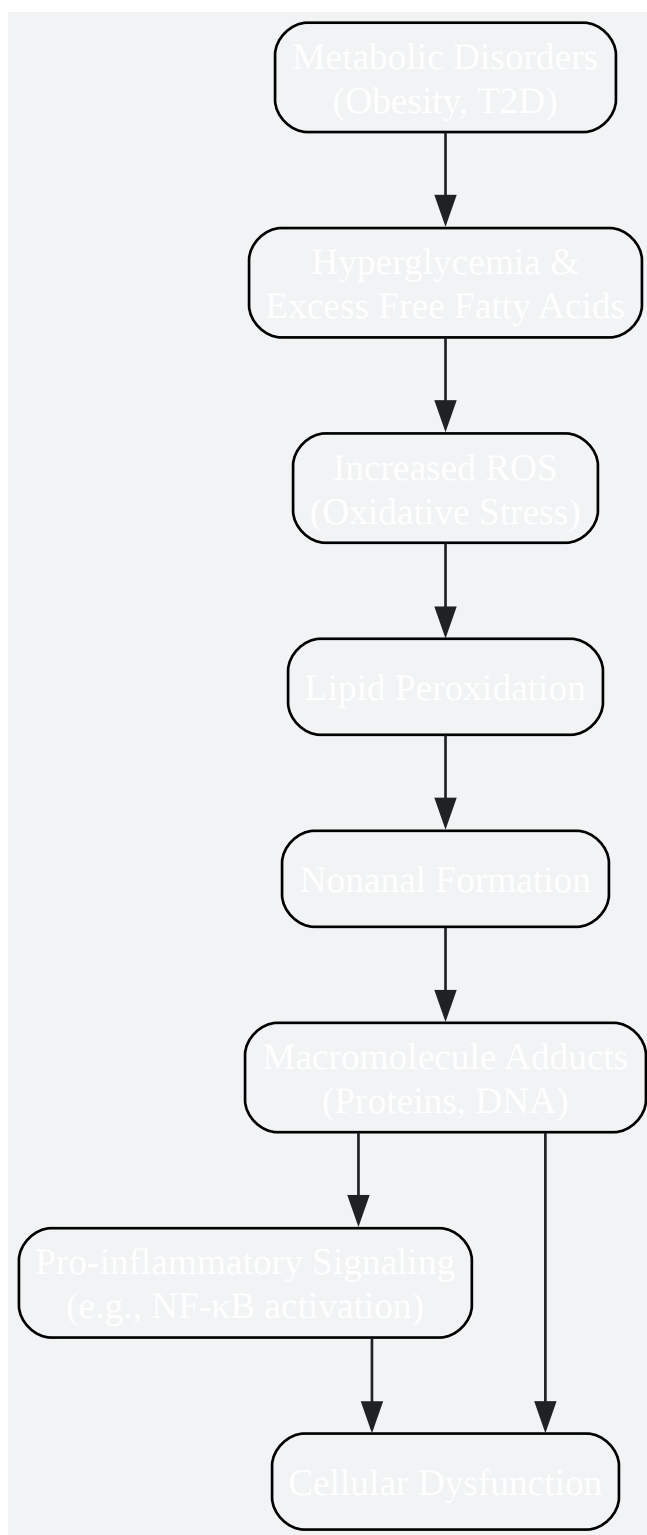 Metabolic Disorders
(Obesity, T2D)
Hyperglycemia &
Excess Free Fatty Acids
Increased ROS
(Oxidative Stress)
Lipid Peroxidation
Nonanal Formation
Macromolecule Adducts
(Proteins, DNA)
Pro-inflammatory Signaling
(e.g., NF-κB activation)
Cellular Dysfunction